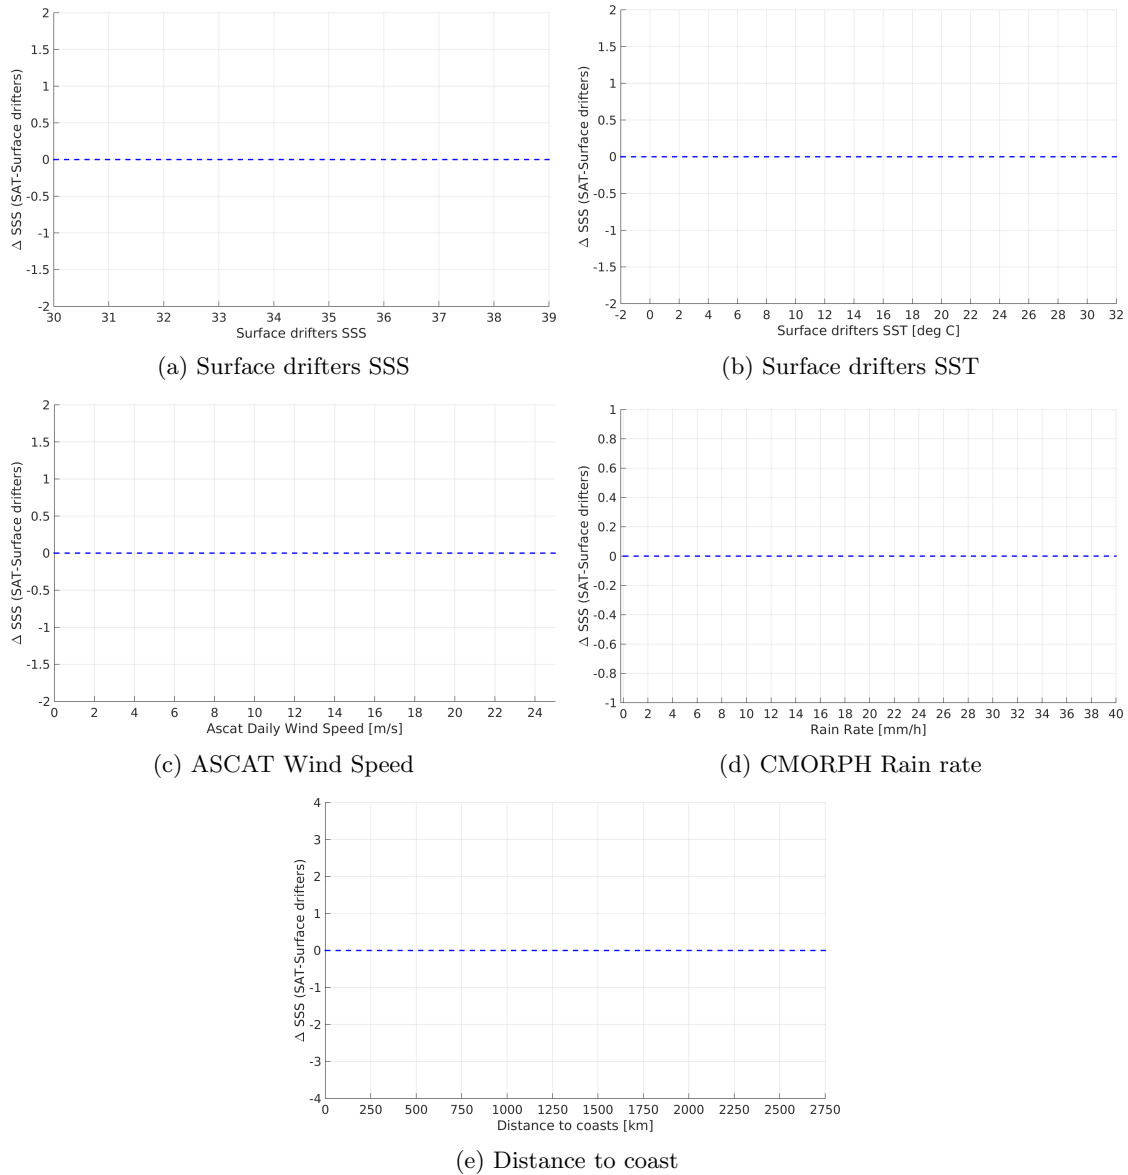 2
1.5
1
0.5
0
-0.5
-1
-1.5
-2
Δ SSS (SAT-Surface drifters)
30 31 32 33 34 35 36 37 38 39
Surface drifters SSS
(a) Surface drifters SSS
2
1.5
1
0.5
0
-0.5
-1
-1.5
-2
Δ SSS (SAT-Surface drifters)
-2 0 2 4 6 8 10 12 14 16 18 20 22 24 26 28 30 32
Surface drifters SST [deg C]
(b) Surface drifters SST
2
1.5
1
0.5
0
-0.5
-1
-1.5
-2
Δ SSS (SAT-Surface drifters)
0 2 4 6 8 10 12 14 16 18 20 22 24
Ascat Daily Wind Speed [m/s]
(c) ASCAT Wind Speed
1
0.8
0.6
0.4
0.2
0
-0.2
-0.4
-0.6
-0.8
-1
Δ SSS (SAT-Surface drifters)
0 2 4 6 8 10 12 14 16 18 20 22 24 26 28 30 32 34 36 38 40
Rain Rate [mm/h]
(d) CMORPH Rain rate
4
3
2
1
0
-1
-2
-3
-4
Δ SSS (SAT-Surface drifters)
0 250 500 750 1000 1250 1500 1750 2000 2250 2500 2750
Distance to coasts [km]
(e) Distance to coast